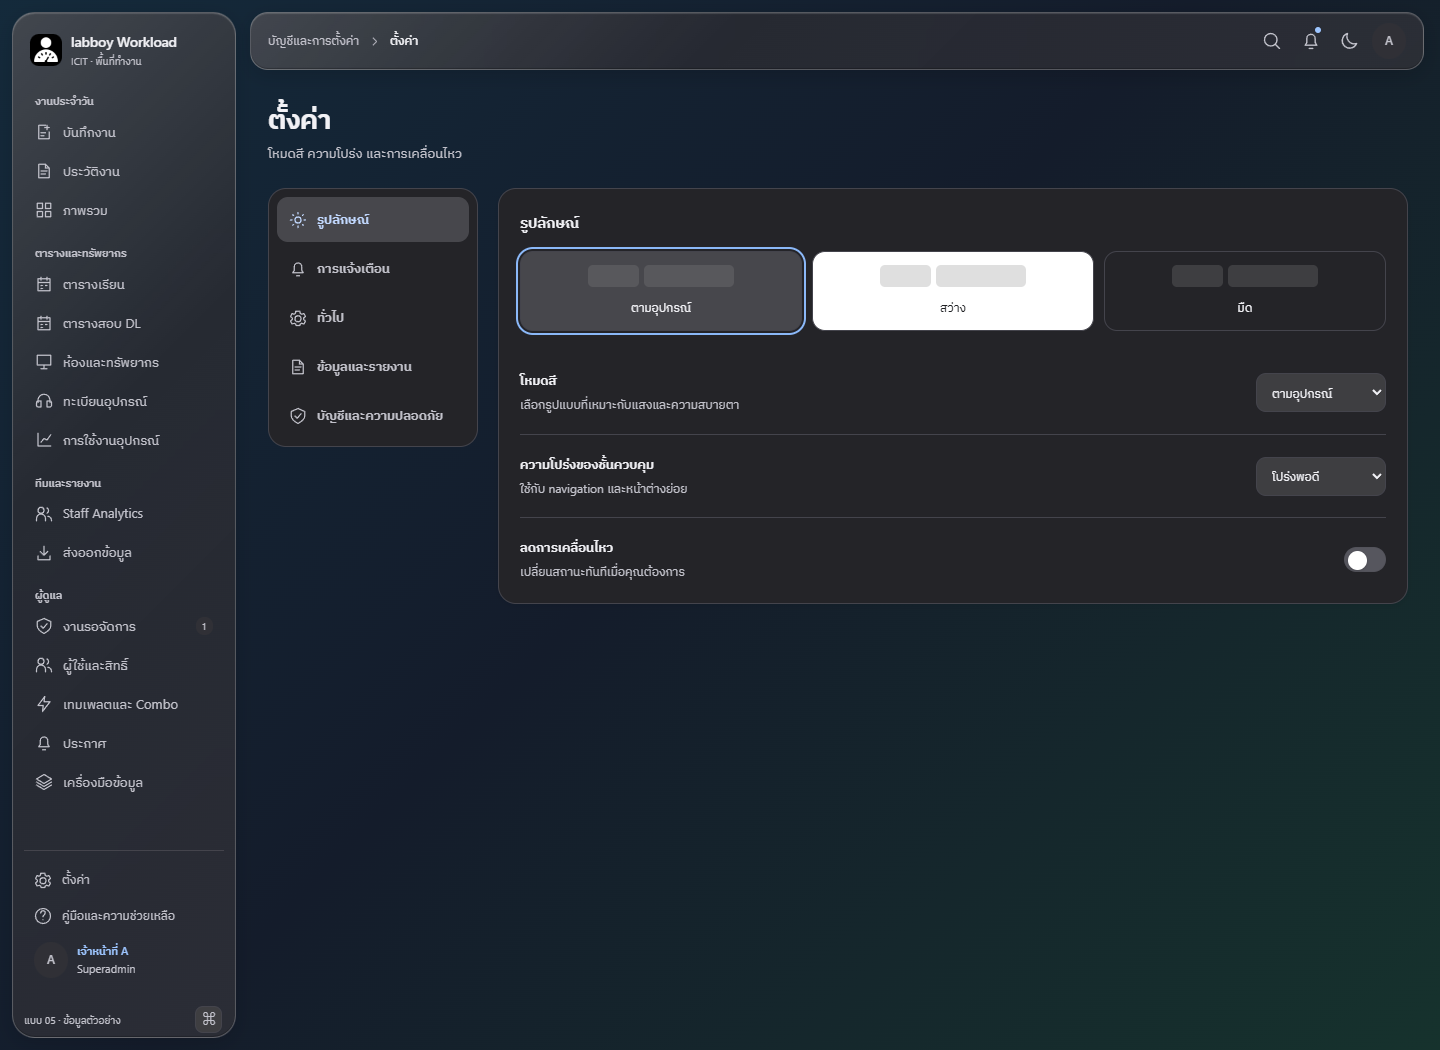 labboy Workload
ICIT · พื้นที่ทำงาน
งานประจำวัน
บันทึกงาน
ประวัติงาน
ภาพรวม
ตารางและทรัพยากร
ตารางเรียน
ตารางสอบ DL
ห้องและทรัพยากร
ทะเบียนอุปกรณ์
การใช้งานอุปกรณ์
ทีมและรายงาน
Staff Analytics
ส่งออกข้อมูล
ผู้ดูแล
งานรอจัดการ 1
ผู้ใช้และสิทธิ์
เทมเพลตและ Combo
ประกาศ
เครื่องมือข้อมูล
ตั้งค่า
คู่มือและความช่วยเหลือ
A
เจ้าหน้าที่ A
Superadmin
แบบ 05 · ข้อมูลตัวอย่าง
บัญชีและการตั้งค่า > ตั้งค่า
A
ตั้งค่า
โหมดสี ความโปร่ง และการเคลื่อนไหว
รูปลักษณ์
การแจ้งเตือน
ทั่วไป
ข้อมูลและรายงาน
บัญชีและความปลอดภัย
รูปลักษณ์
ตามอุปกรณ์
สว่าง
มืด
โหมดสี
เลือกรูปแบบที่เหมาะกับแสงและความสบายตา
ตามอุปกรณ์
ความโปร่งของชั้นควบคุม
ใช้กับ navigation และหน้าต่างย่อย
โปร่งพอดี
ลดการเคลื่อนไหว
เปลี่ยนสถานะทันทีเมื่อคุณต้องการ